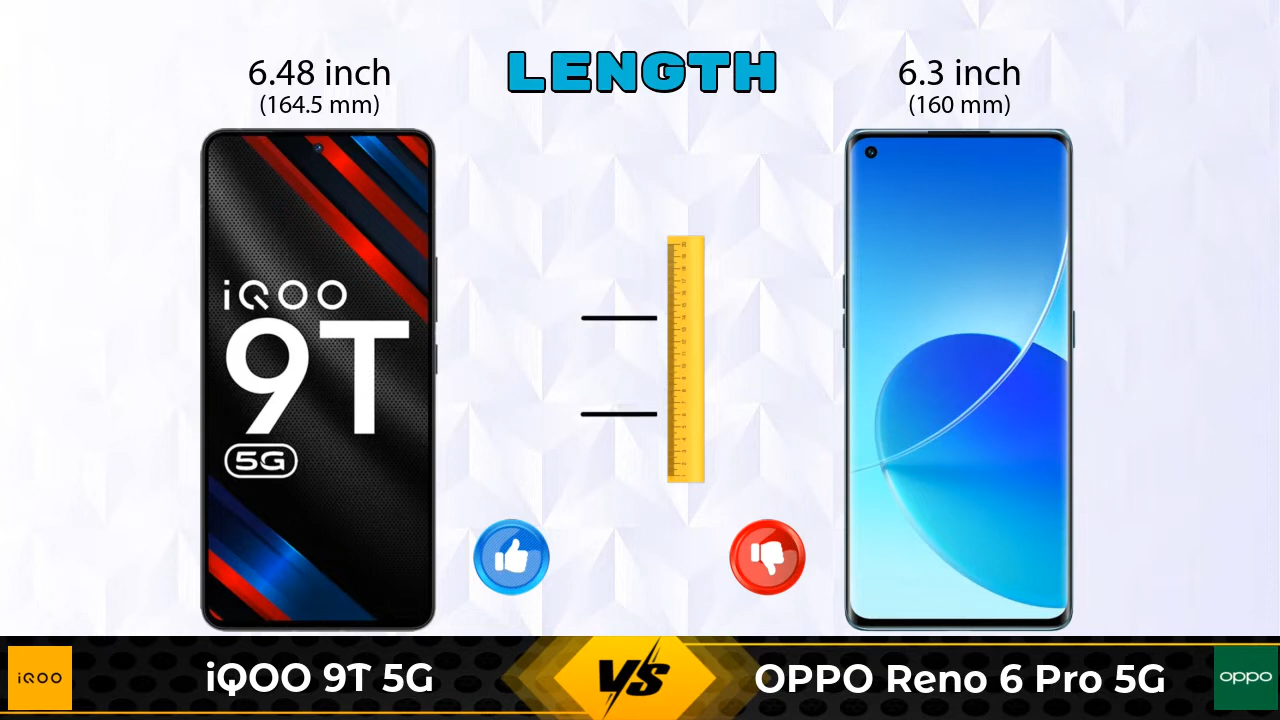 LENGTH
6.48 inch
(164.5 mm)
6.3 inch
(160 mm)
iQOO
9T
5G
iQOO
iQOO 9T 5G
VS
OPPO Reno 6 Pro 5G
oppo